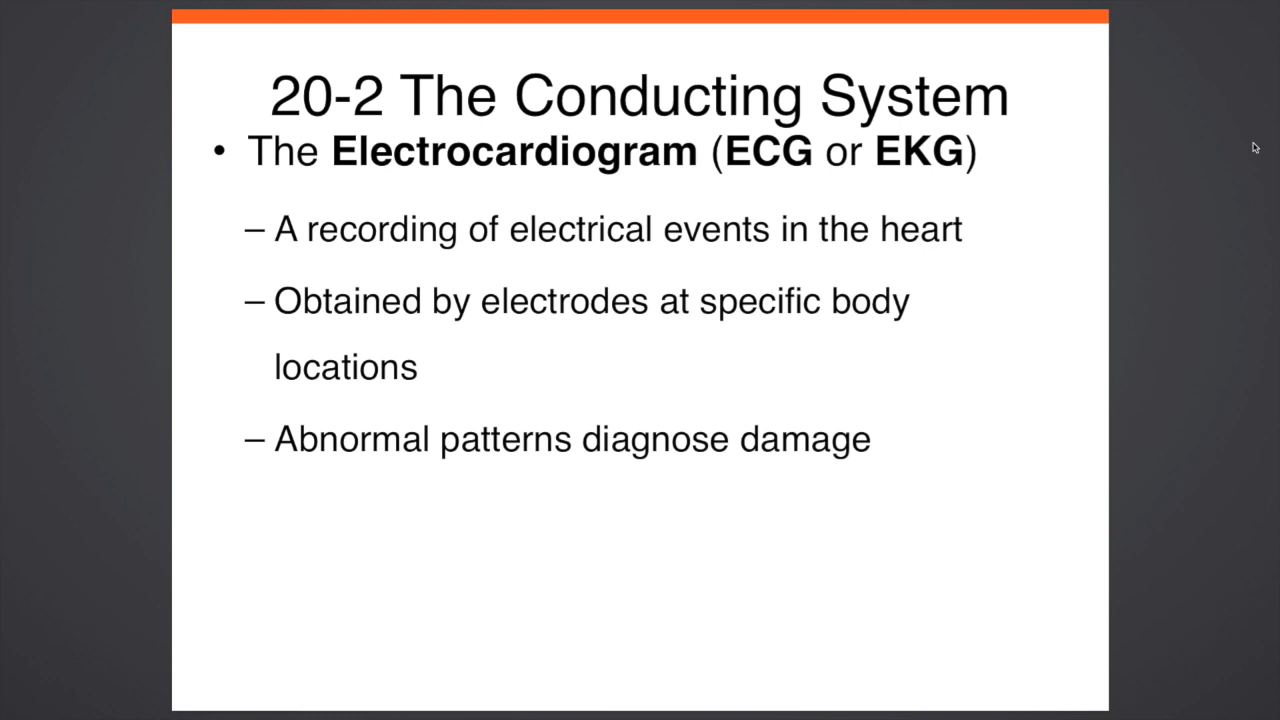 20-2 The Conducting System
• The Electrocardiogram (ECG or EKG)
– A recording of electrical events in the heart
– Obtained by electrodes at specific body
locations
– Abnormal patterns diagnose damage